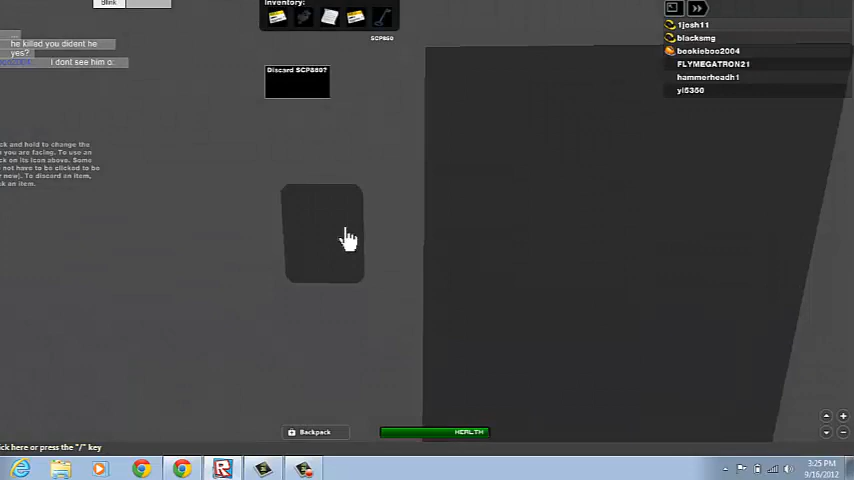 Blink
Inventory:
SCP860
he killed you dident he
yes?
I dont see him o:
Discard SCP860?
1josh11
blacksmg
bookieboo2004
FLYMEGATRON21
hammerheadh1
yl5350
ck and hold to change the
n you are facing. To use an
ck on its icon above. Some
not have to be clicked to be
new). To discard an item,
ck an item.
Backpack
HEALTH
ick here or press the "/" key
3:25 PM
9/16/2012